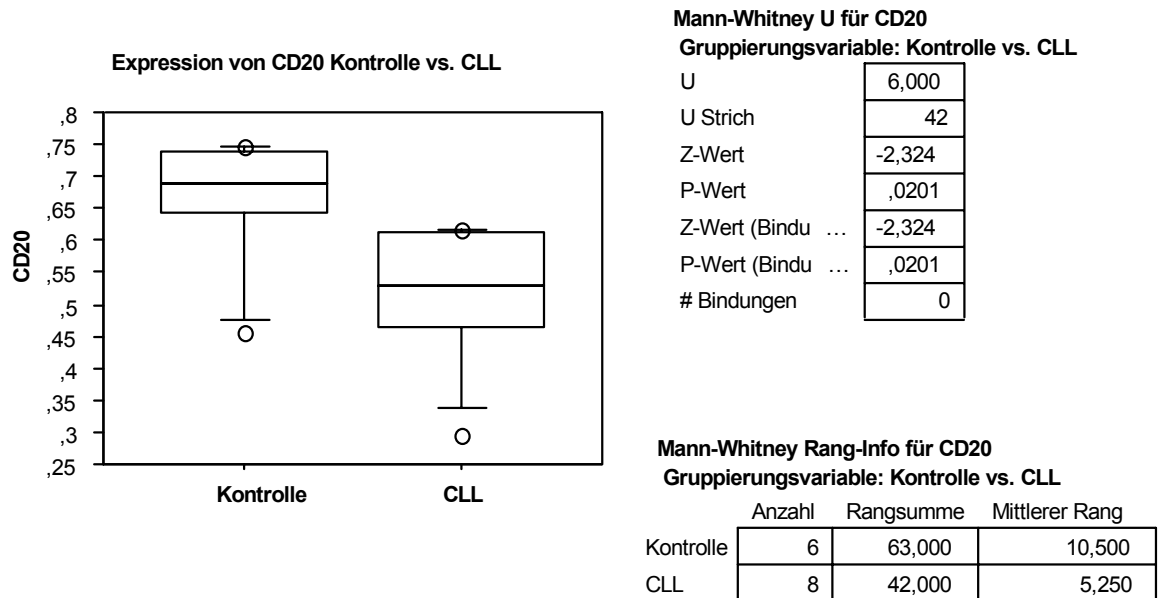 Expression von CD20 Kontrolle vs. CLL
CD20
,8
,75
,7
,65
,6
,55
,5
,45
,4
,35
,3
,25
Kontrolle CLL
Mann-Whitney U für CD20
Gruppierungsvariable: Kontrolle vs. CLL
U 6,000
U Strich 42
Z-Wert -2,324
P-Wert ,0201
Z-Wert (Bindu … -2,324
P-Wert (Bindu … ,0201
# Bindungen 0
Mann-Whitney Rang-Info für CD20
Gruppierungsvariable: Kontrolle vs. CLL
Anzahl Rangsumme Mittlerer Rang
Kontrolle 6 63,000 10,500
CLL 8 42,000 5,250